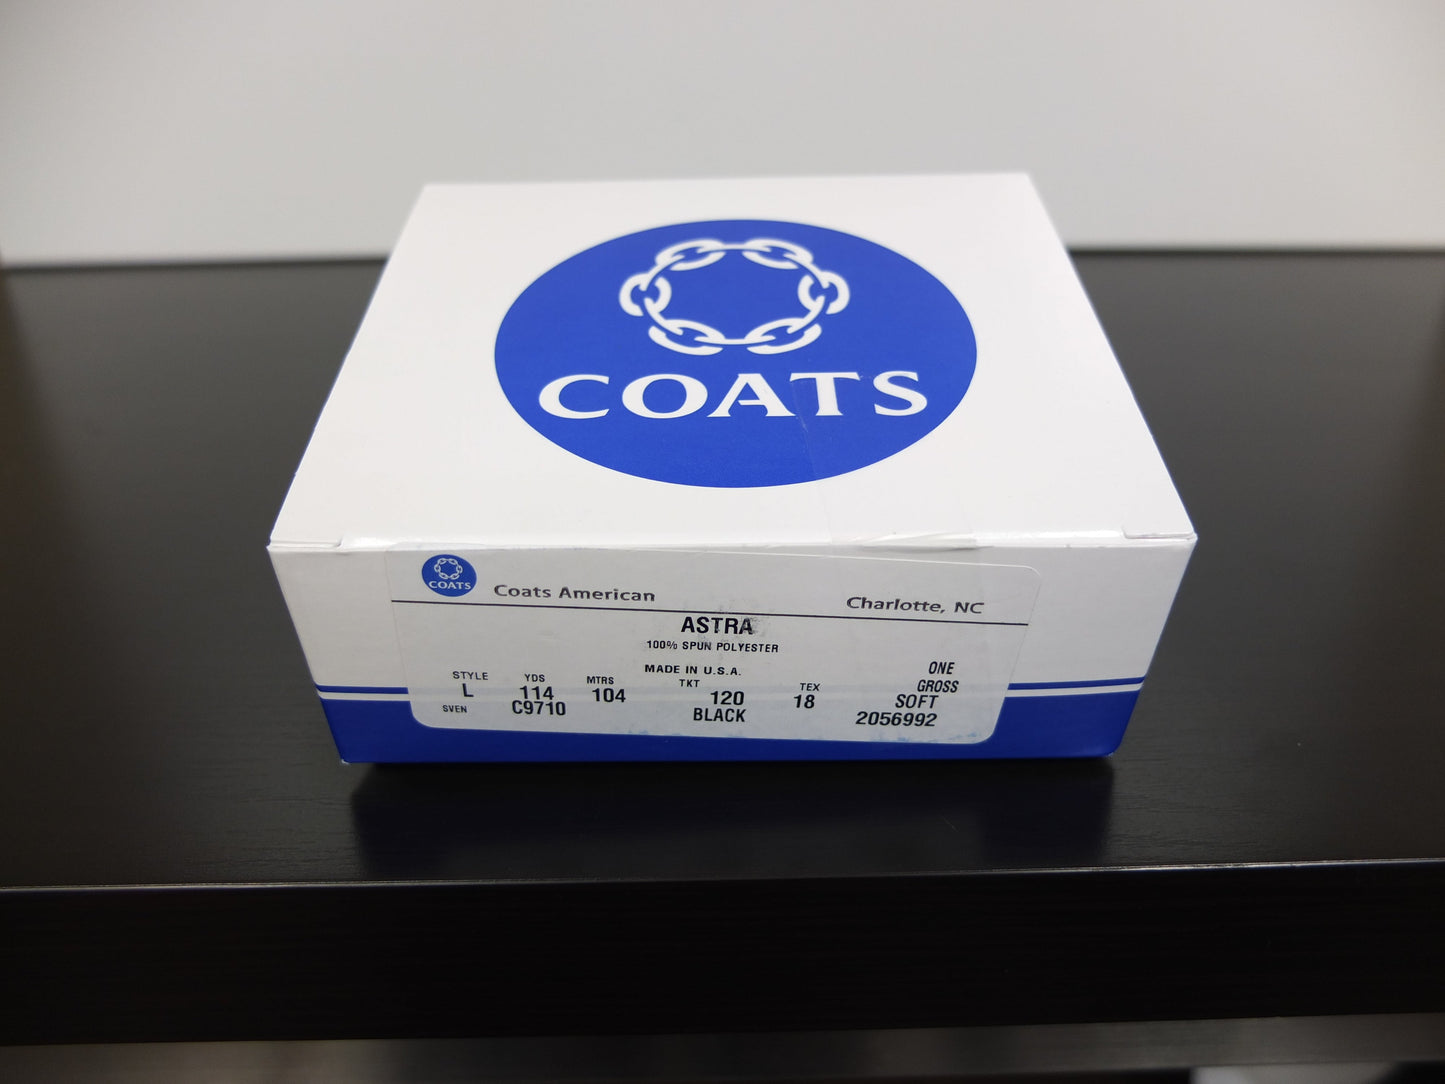 COATS
COATS
Coats American Charlotte, NC
ASTRA
100% SPUN POLYESTER
MADE IN U.S.A. ONE
STYLE YDS MTRS TKT TEX GROSS
L 114 104 120 18 SOFT
SVEN C9710 BLACK 2056992